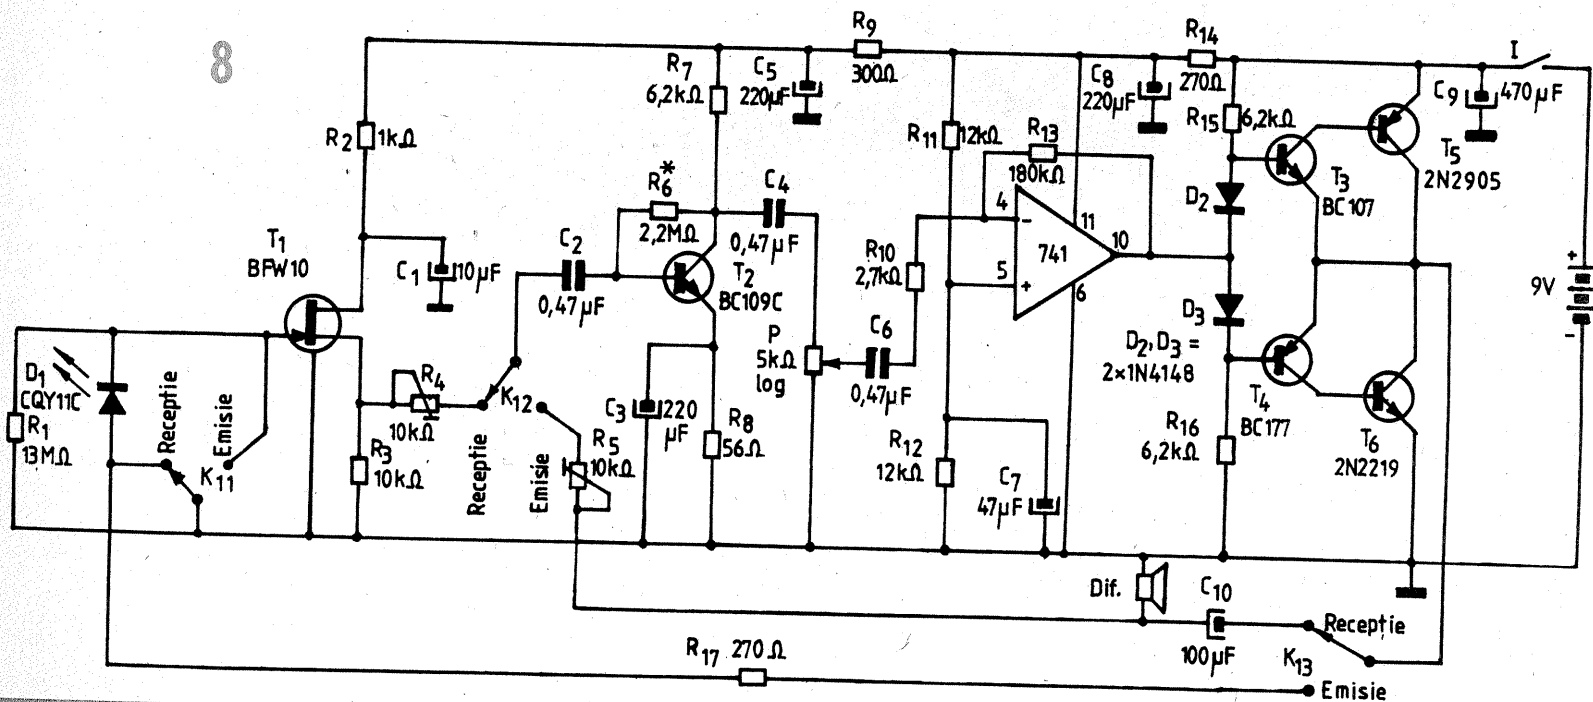 8
R9
300Ω
R14
270Ω
I
R7
6,2kΩ
C5
220µF
C8
220µF
C9
470µF
R2
1kΩ
R11
12kΩ
R13
180kΩ
R15
6,2kΩ
T5
2N2905
T3
BC107
R6*
2,2MΩ
C4
0,47µF
4
-
11
741
10
5
+
6
D2
T1
BFW10
C1
10µF
C2
0,47µF
T2
BC109C
R10
2,7kΩ
9V
+
-
D3
D2,D3 =
2×1N4148
P
5kΩ
log
C6
0,47µF
D1
CQY11C
R1
13MΩ
Receptie
Emisie
K11
R4
10kΩ
R3
10kΩ
K12
Receptie
Emisie
R5
10kΩ
C3
220
µF
R8
56Ω
R12
12kΩ
C7
47µF
T4
BC177
R16
6,2kΩ
T6
2N2219
Dif.
C10
100µF
Receptie
K13
Emisie
R17
270Ω